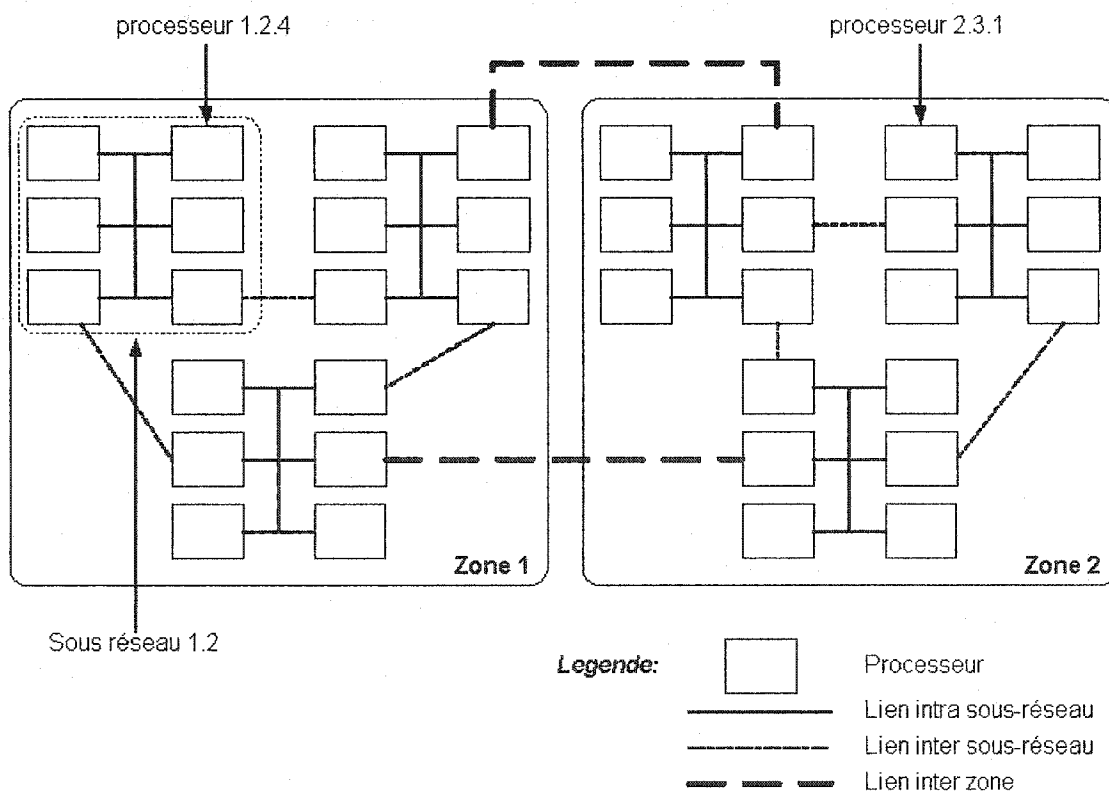 processeur 1.2.4
processeur 2.3.1
Zone 1
Zone 2
Sous réseau 1.2
Legende:
Processeur
Lien intra sous-réseau
Lien inter sous-réseau
Lien inter zone